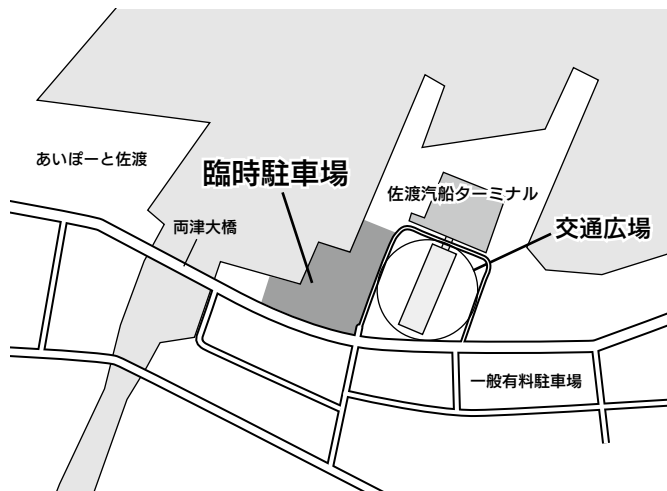 あいぽーと佐渡
臨時駐車場
佐渡汽船ターミナル
両津大橋
交通広場
一般有料駐車場